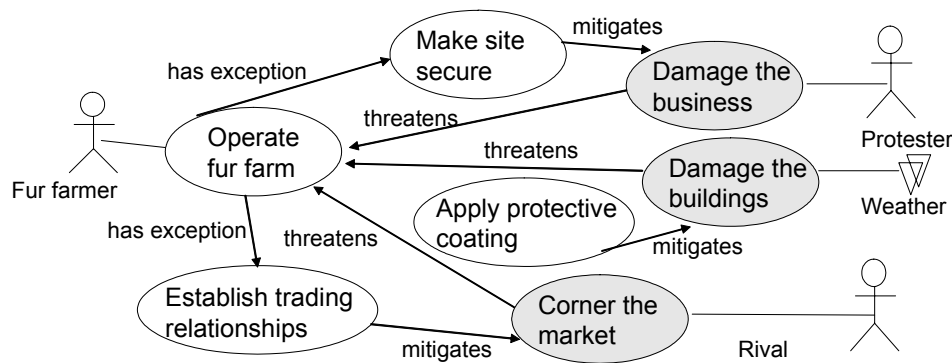 Make site
secure
mitigates
has exception
Damage the
business
threatens
Operate
fur farm
threatens
Protester
Fur farmer
Damage the
buildings
Weather
Apply protective
coating
has exception
threatens
mitigates
Establish trading
relationships
Corner the
market
mitigates
Rival